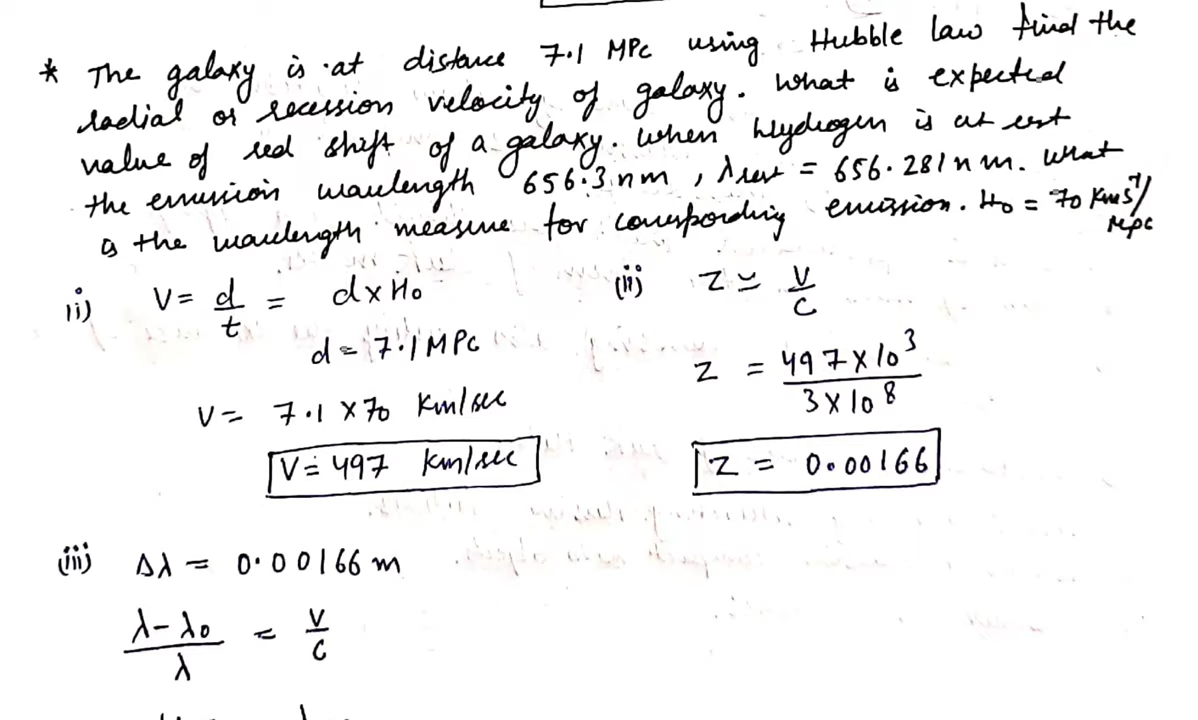 * The galaxy is at distance 7.1 MPc using Hubble law find the
radial or recession velocity of galaxy. What is expected
value of red shift of a galaxy. When Hydrogen is at rest
the emission wavelength 656.3 nm, λrest = 656.281 nm. What
is the wavelength measure for corresponding emission. H₀ = 70 Kms⁻¹/
Mpc
ii) V = d/t = d x H₀
d = 7.1 MPc
V = 7.1 x 70 Km/sec
V = 497 Km/sec
(ii) Z ≃ V/C
Z = 497 x 10³ / 3 x 10⁸
Z = 0.00166
(iii) Δλ = 0.00166 m
λ - λ₀ / λ = V/C